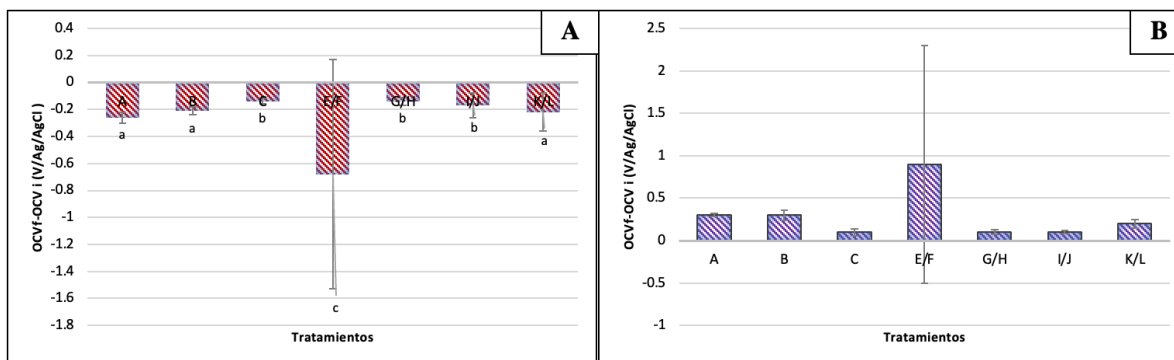 A
0.4
0.2
0
-0.2
-0.4
-0.6
-0.8
-1
-1.2
-1.4
-1.6
-1.8
OCVf-OCV i (V/Ag/AgCl)
A B C E/F G/H I/J K/L
a a b c b b a
Tratamientos
B
2.5
2
1.5
1
0.5
0
-0.5
-1
OCVf-OCV i (V/Ag/AgCl)
A B C E/F G/H I/J K/L
Tratamientos